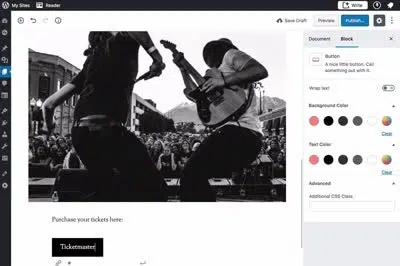 My Sites
Reader
Write
Save Draft
Preview
Publish...
Document
Block
Button
A nice little button. Call
something out with it.
Wrap text
Background Color
Clear
Text Color
Clear
Advanced
Additional CSS Class
Purchase your tickets here:
Ticketmaster